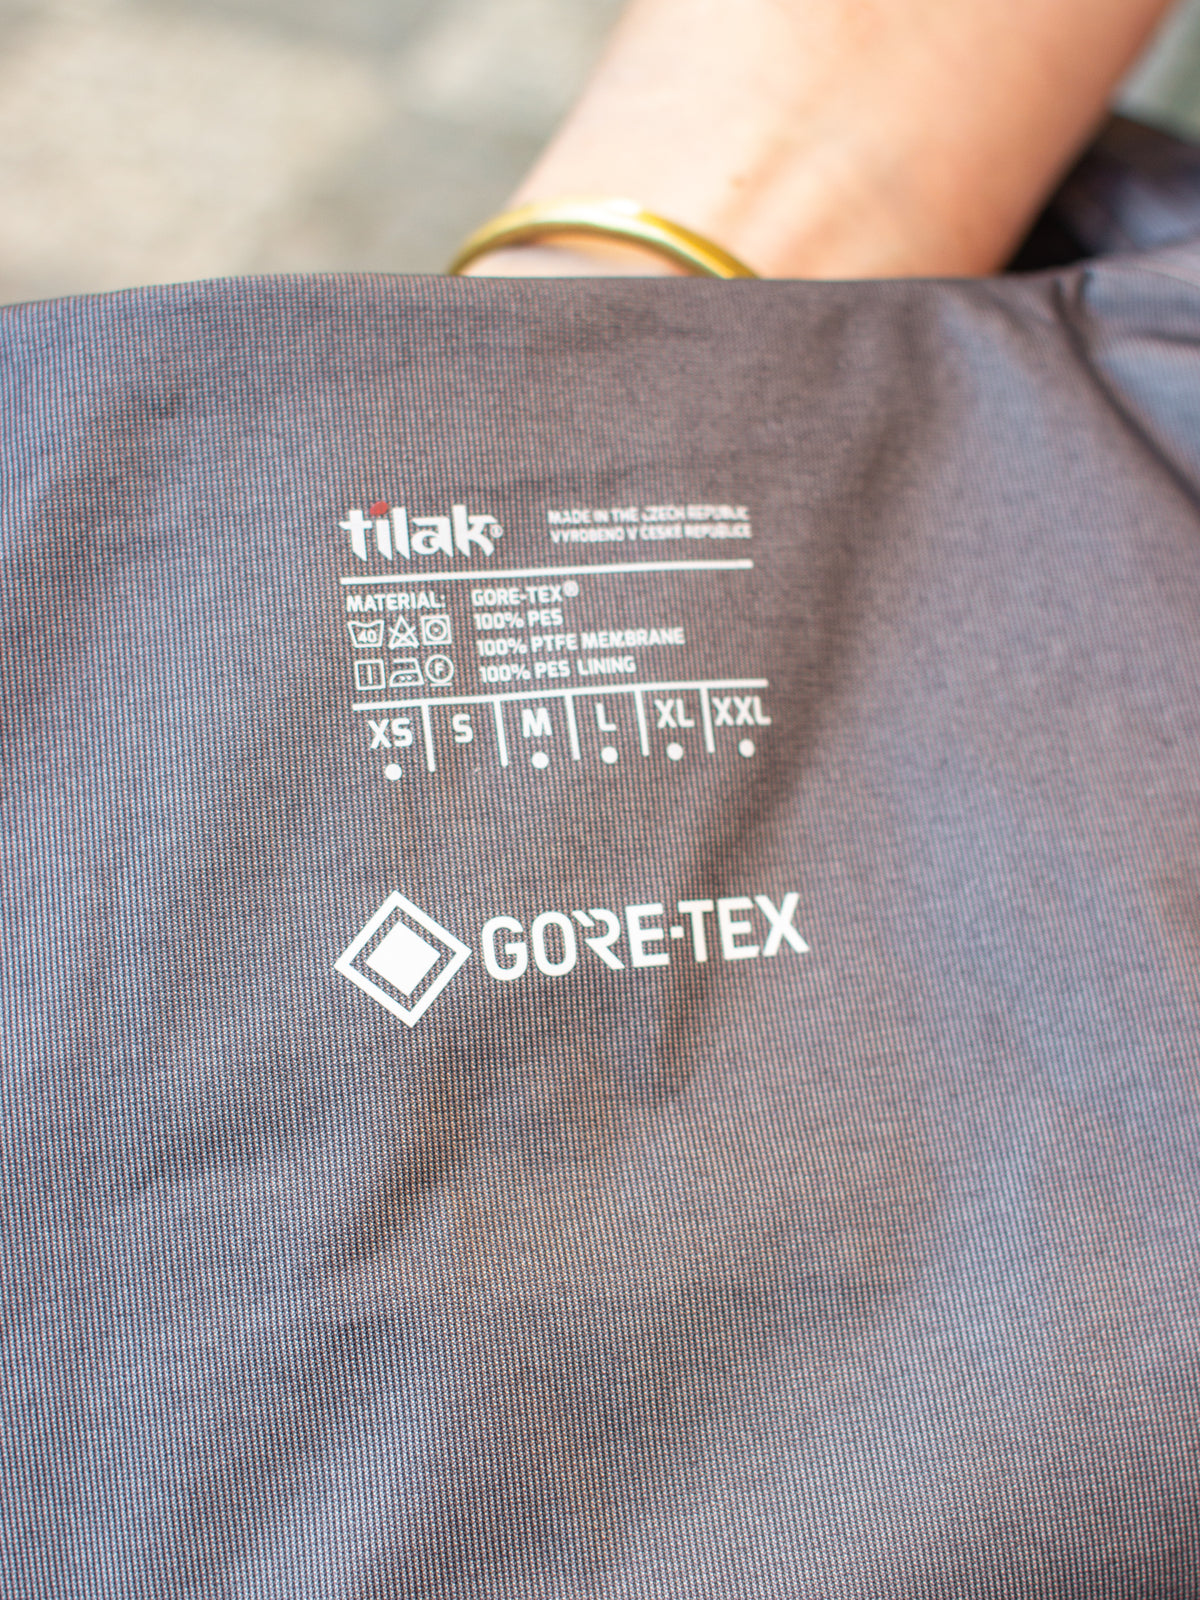 tilak®
MADE IN THE CZECH REPUBLIC
VYROBENO V ČESKÉ REPUBLICE
MATERIAL:
GORE-TEX®
100% PES
100% PTFE MEMBRANE
100% PES LINING
40
F
XS S M L XL XXL
GORE-TEX